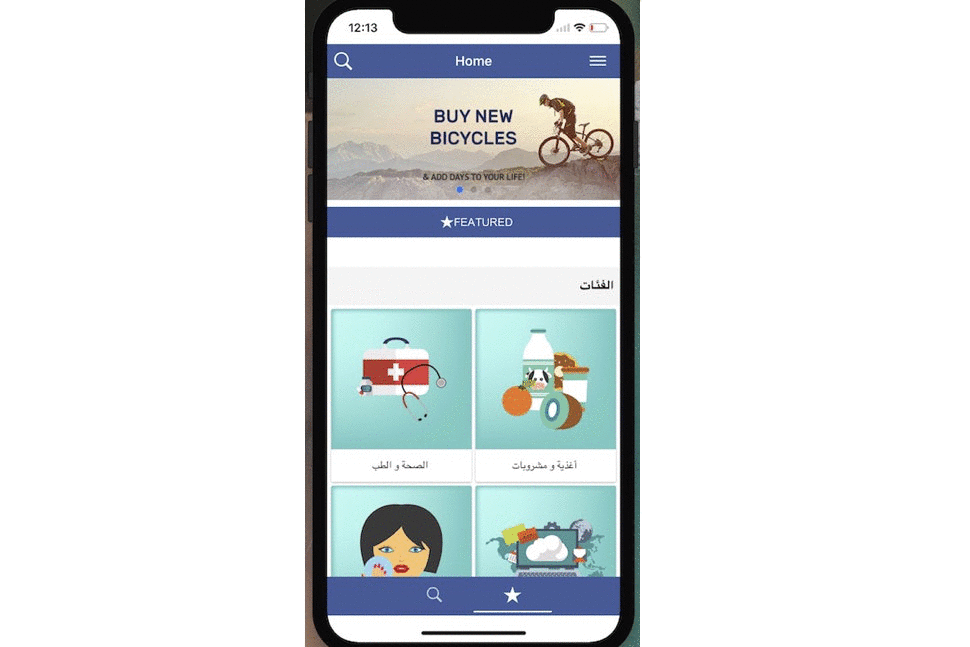 12:13
Home
BUY NEW
BICYCLES
& ADD DAYS TO YOUR LIFE!
★FEATURED
الفئات
أغذية و مشروبات
الصحة و الطب